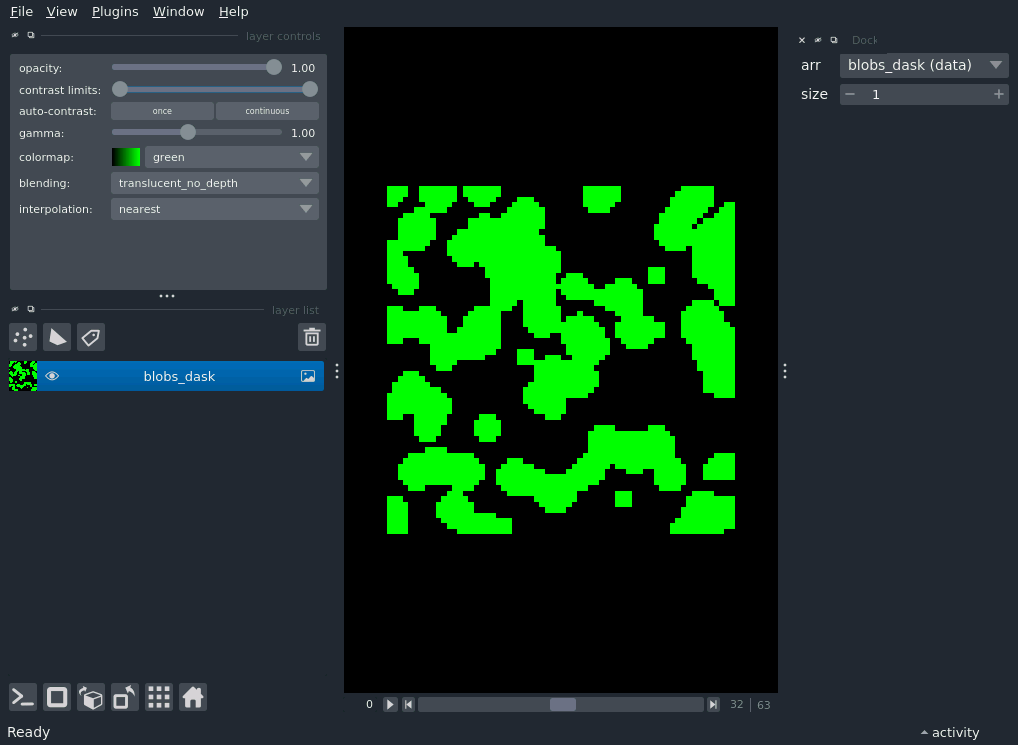 File View Plugins Window Help
layer controls
opacity: 1.00
contrast limits:
auto-contrast: once continuous
gamma: 1.00
colormap: green
blending: translucent_no_depth
interpolation: nearest
layer list
blobs_dask
0 32 63
Dock
arr blobs_dask (data)
size 1
Ready
activity